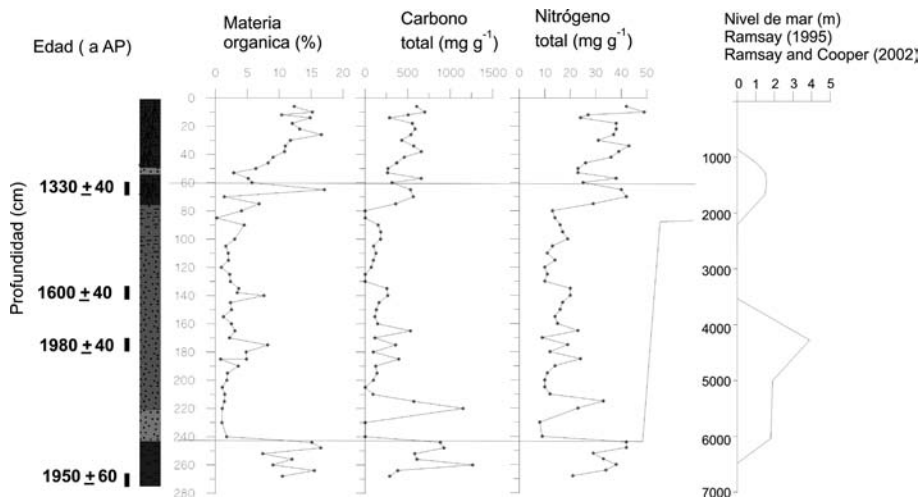 Edad ( a AP)
Materia
organica (%)
Carbono
total (mg g⁻¹)
Nitrógeno
total (mg g⁻¹)
Nivel de mar (m)
Ramsay (1995)
Ramsay and Cooper (2002)
0 5 10 15 20
0 500 1000 1500
0 10 20 30 40 50
0 1 2 3 4 5
Profundidad (cm)
1330 ± 40
1600 ± 40
1980 ± 40
1950 ± 60
0
20
40
60
80
100
120
140
160
180
200
220
240
260
280
1000
2000
3000
4000
5000
6000
7000